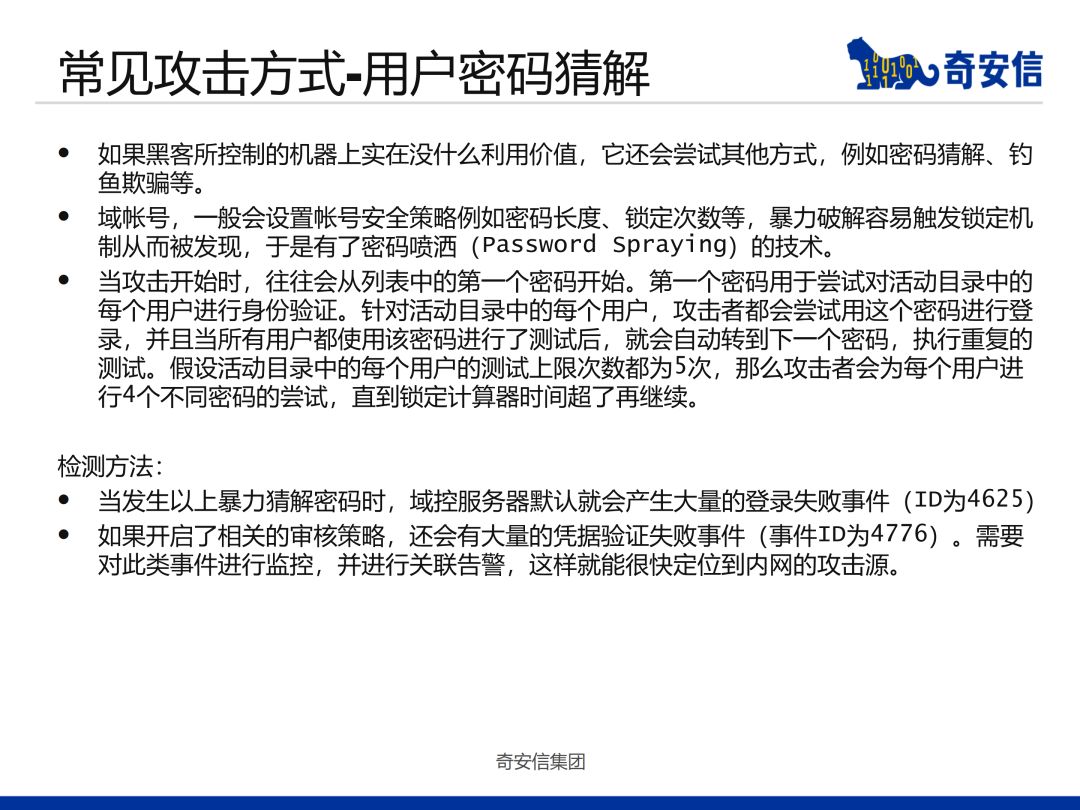 常见攻击方式-用户密码猜解
奇安信
● 如果黑客所控制的机器上实在没什么利用价值，它还会尝试其他方式，例如密码猜解、钓
鱼欺骗等。
● 域帐号，一般会设置帐号安全策略例如密码长度、锁定次数等，暴力破解容易触发锁定机
制从而被发现，于是有了密码喷洒（Password Spraying）的技术。
● 当攻击开始时，往往会从列表中的第一个密码开始。第一个密码用于尝试对活动目录中的
每个用户进行身份验证。针对活动目录中的每个用户，攻击者都会尝试用这个密码进行登
录，并且当所有用户都使用该密码进行了测试后，就会自动转到下一个密码，执行重复的
测试。假设活动目录中的每个用户的测试上限次数都为5次，那么攻击者会为每个用户进
行4个不同密码的尝试，直到锁定计算器时间超了再继续。
检测方法：
● 当发生以上暴力猜解密码时，域控服务器默认就会产生大量的登录失败事件（ID为4625）
● 如果开启了相关的审核策略，还会有大量的凭据验证失败事件（事件ID为4776）。需要
对此类事件进行监控，并进行关联告警，这样就能很快定位到内网的攻击源。
奇安信集团